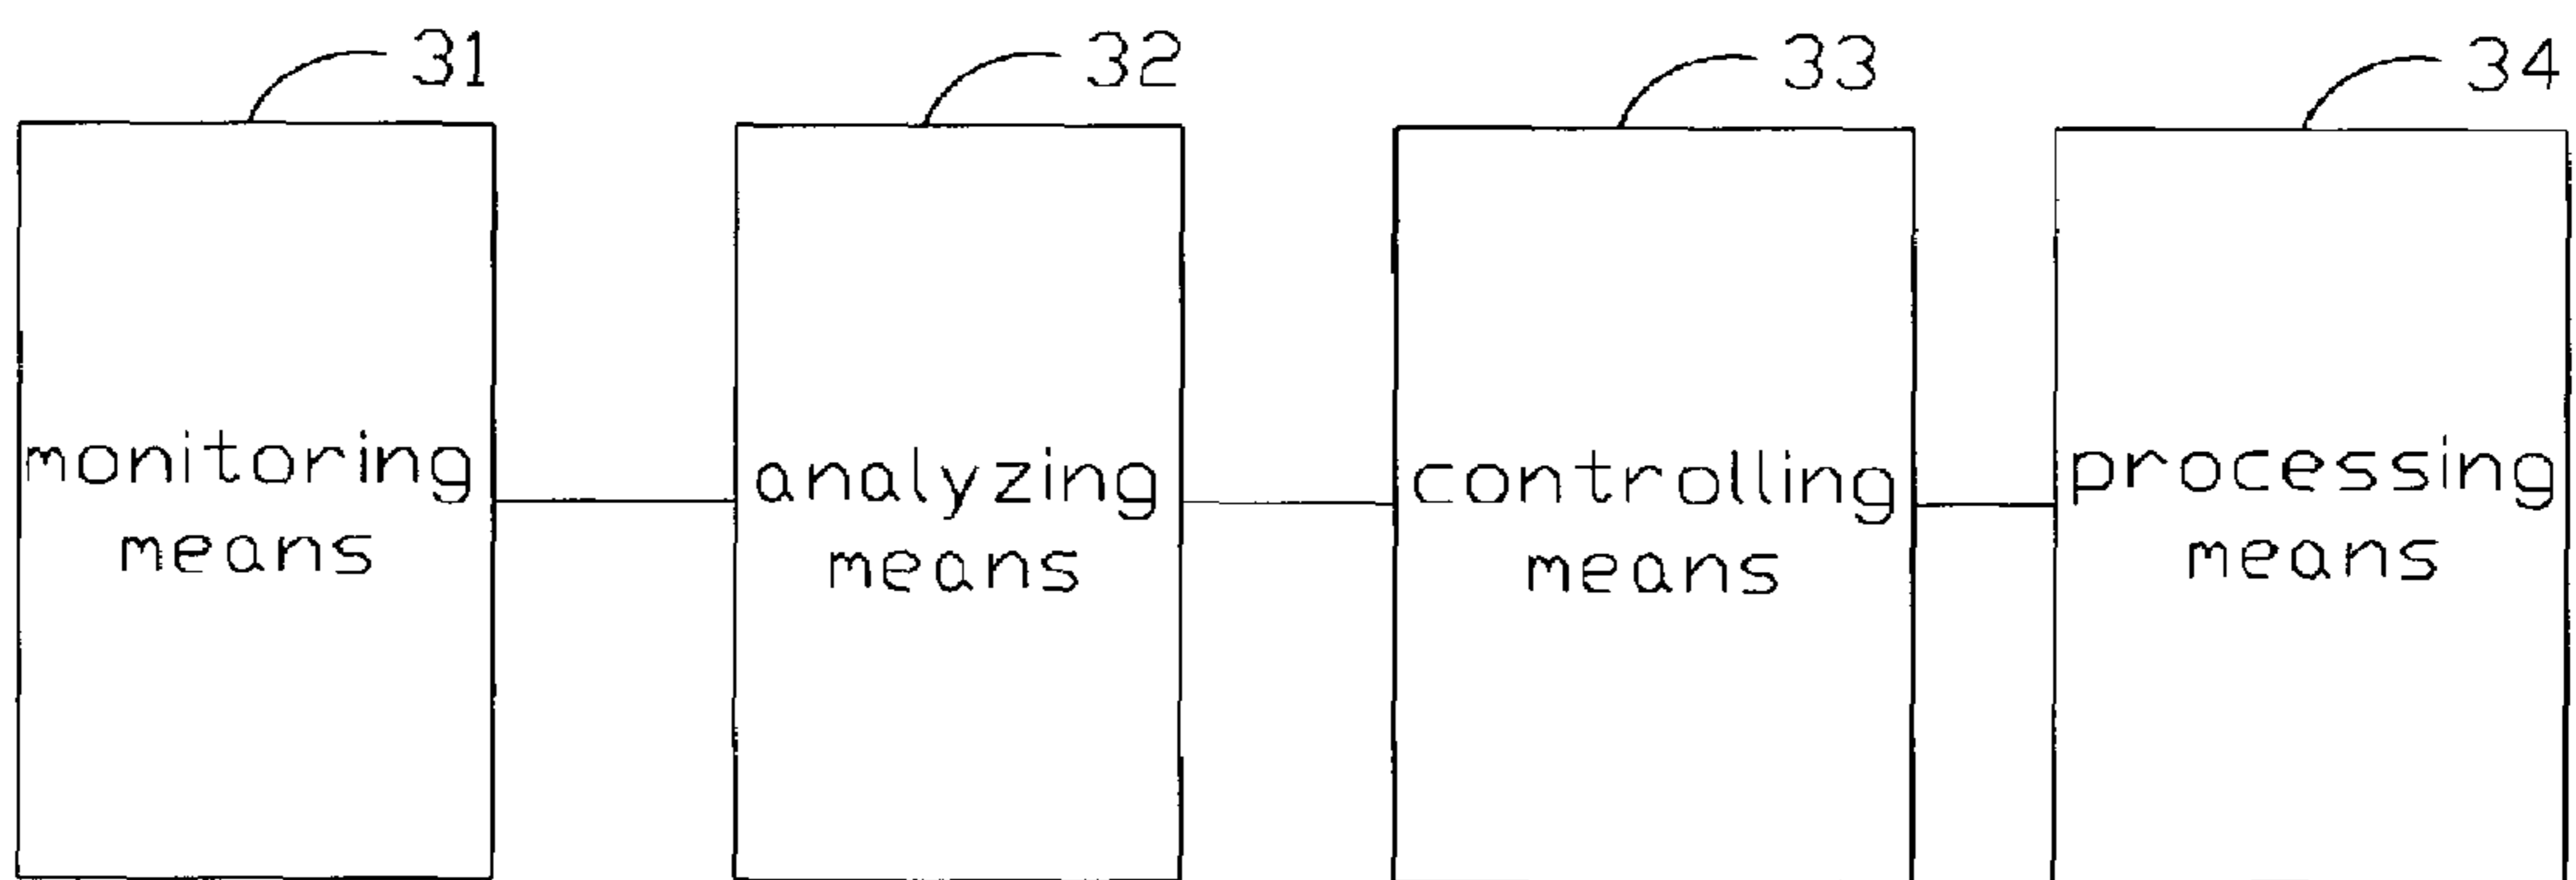 31
32
33
34
monitoring
means
analyzing
means
controlling
means
processing
means